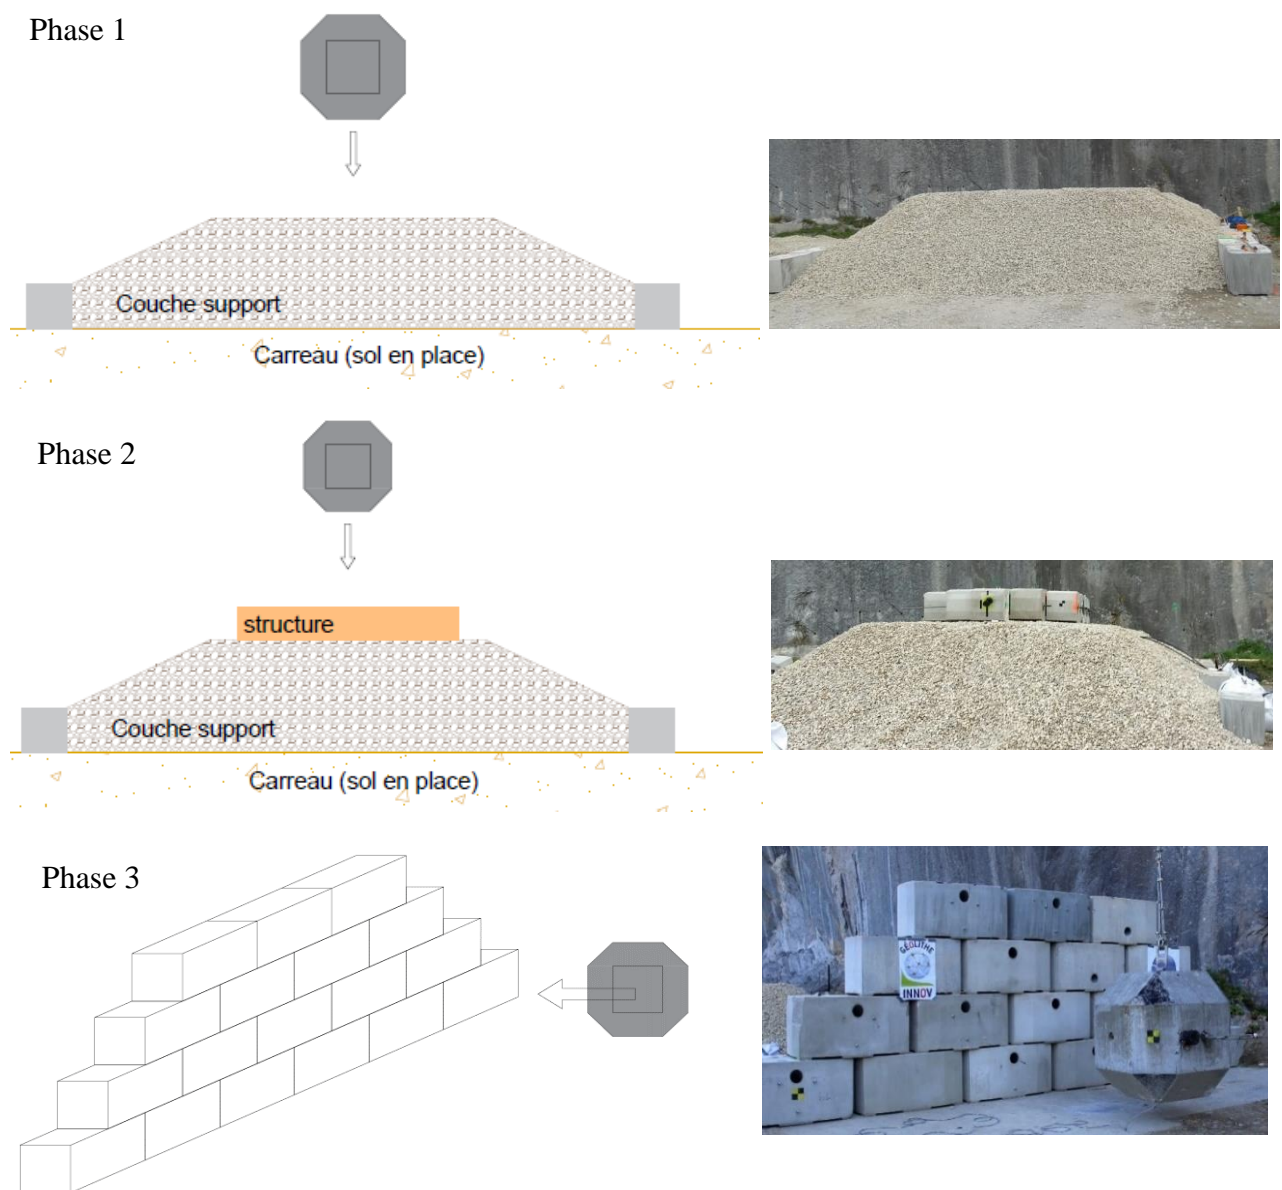 Phase 1
Couche support
Carreau (sol en place)
Phase 2
structure
Couche support
Carreau (sol en place)
Phase 3
GÉOLITHE
INNOV